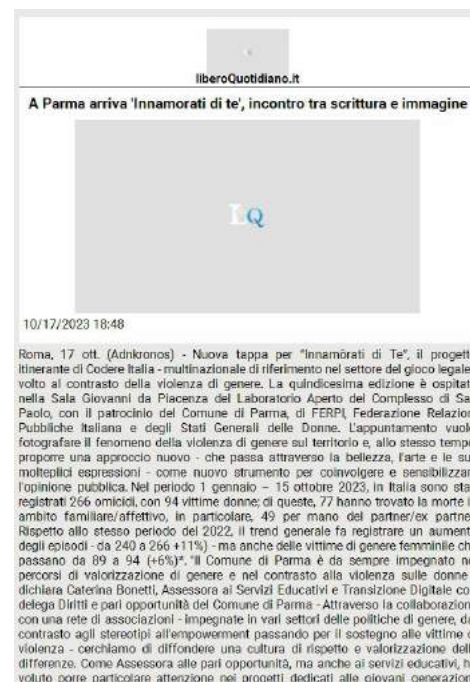 liberoQuotidiano.it
A Parma arriva 'Innamorati di te', incontro tra scrittura e immagine
LQ
10/17/2023 18:48
Roma, 17 ott. (Adnkronos) - Nuova tappa per "Innamórati di Te", il progett
itinerante di Codere Italia - multinazionale di riferimento nel settore del gioco legale
volto al contrasto della violenza di genere. La quindicesima edizione è ospitat
nella Sala Giovanni da Piacenza del Laboratorio Aperto del Complesso di Sa
Paolo, con il patrocinio del Comune di Parma, di FERPI, Federazione Relazion
Pubbliche Italiana e degli Stati Generali delle Donne. L'appuntamento vuol
fotografare il fenomeno della violenza di genere sul territorio e, allo stesso temp
proporre una approccio nuovo - che passa attraverso la bellezza, l'arte e le su
molteplici espressioni - come nuovo strumento per coinvolgere e sensibilizzar
l'opinione pubblica. Nel periodo 1 gennaio – 15 ottobre 2023, in Italia sono sta
registrati 266 omicidi, con 94 vittime donne; di queste, 77 hanno trovato la morte i
ambito familiare/affettivo, in particolare, 49 per mano del partner/ex partne
Rispetto allo stesso periodo del 2022, il trend generale fa registrare un aument
degli episodi - da 240 a 266 +11%) - ma anche delle vittime di genere femminile ch
passano da 89 a 94 (+6%)*. "Il Comune di Parma è da sempre impegnato ne
percorsi di valorizzazione di genere e nel contrasto alla violenza sulle donne
dichiara Caterina Bonetti, Assessora ai Servizi Educativi e Transizione Digitale co
delega Diritti e pari opportunità del Comune di Parma - Attraverso la collaborazion
con una rete di associazioni - impegnate in vari settori delle politiche di genere, da
contrasto agli stereotipi all'empowerment passando per il sostegno alle vittime d
violenza - cerchiamo di diffondere una cultura di rispetto e valorizzazione dell
differenze. Come Assessora alle pari opportunità, ma anche ai servizi educativi, h
voluto porre particolare attenzione nei progetti dedicati alle giovani generazion